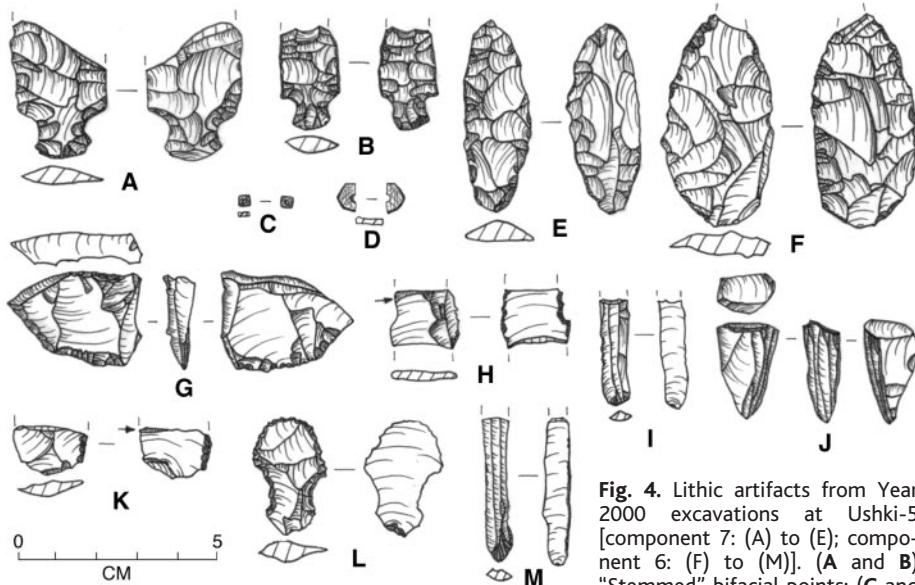 A
B
C
D
E
F
G
H
I
J
K
L
M
0 5
CM
Fig. 4. Lithic artifacts from Year
2000 excavations at Ushki-5
[component 7: (A) to (E); compo-
nent 6: (F) to (M)]. (A and B)
"Stemmed" bifacial points; (C and